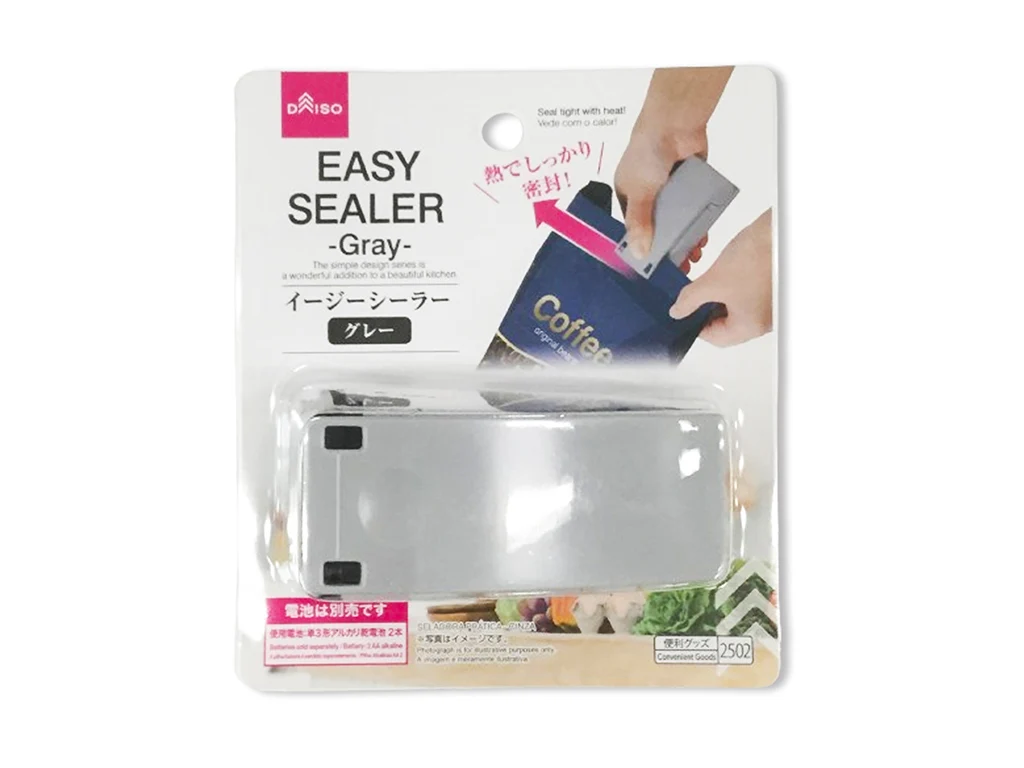 DAISO
EASY
SEALER
-Gray-
The simple design series is
a wonderful addition to a beautiful kitchen.
イージーシーラー
グレー
Seal tight with heat!
Vede com o calor!
熱でしっかり
密封!
Coffee
original bean
電池は別売です
使用電池:単3形アルカリ乾電池 2本
Batteries sold separately / Battery: 2 AA alkaline
SELADORA PRÁTICA
※写真はイメージです。
Photograph is for illustrative purposes only.
A imagem é meramente ilustrativa.
便利グッズ
Convenient Goods
2502